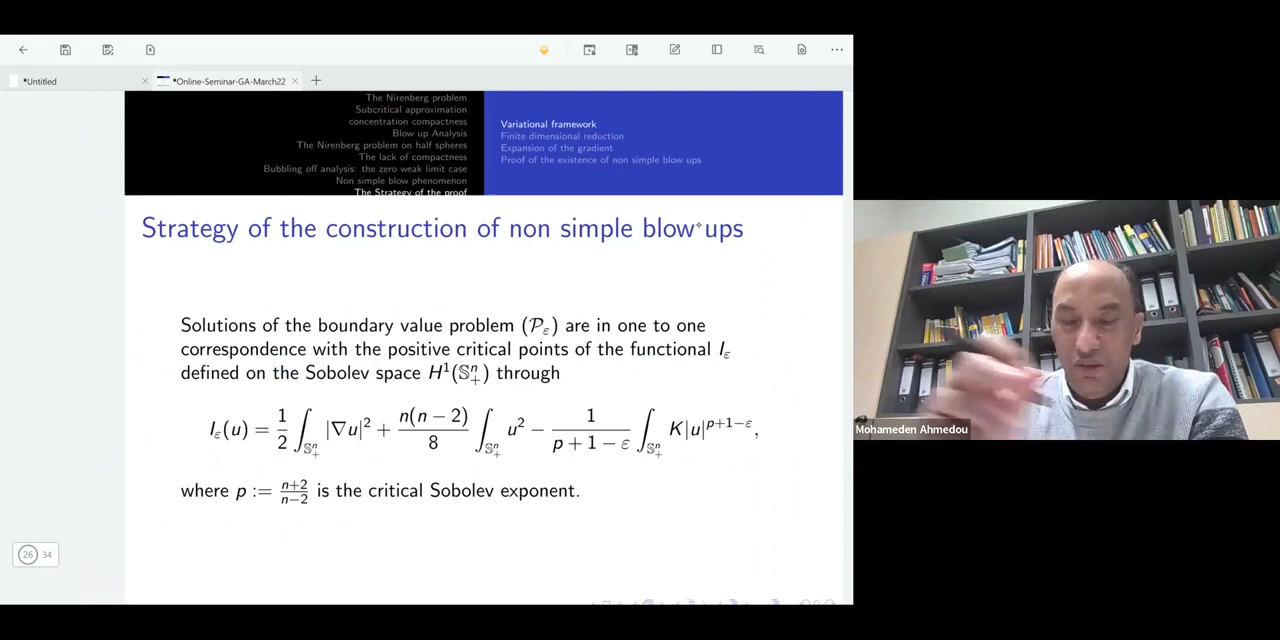 *Untitled
*Online-Seminar-GA-March22
The Nirenberg problem
Subcritical approximation
concentration compactness
Blow up Analysis
The Nirenberg problem on half spheres
The lack of compactness
Bubbling off analysis: the zero weak limit case
Non simple blow phenomenon
The Strategy of the proof
Variational framework
Finite dimensional reduction
Expansion of the gradient
Proof of the existence of non simple blow ups
Strategy of the construction of non simple blow ups
Solutions of the boundary value problem (𝒫ε) are in one to one
correspondence with the positive critical points of the functional Iε
defined on the Sobolev space H¹(𝕊ⁿ₊) through
Iε(u) = 1/2 ∫𝕊ⁿ₊ |∇u|² + n(n−2)/8 ∫𝕊ⁿ₊ u² − 1/(p+1−ε) ∫𝕊ⁿ₊ K|u|^{p+1−ε},
where p := n+2/n−2 is the critical Sobolev exponent.
26 34
Mohameden Ahmedou